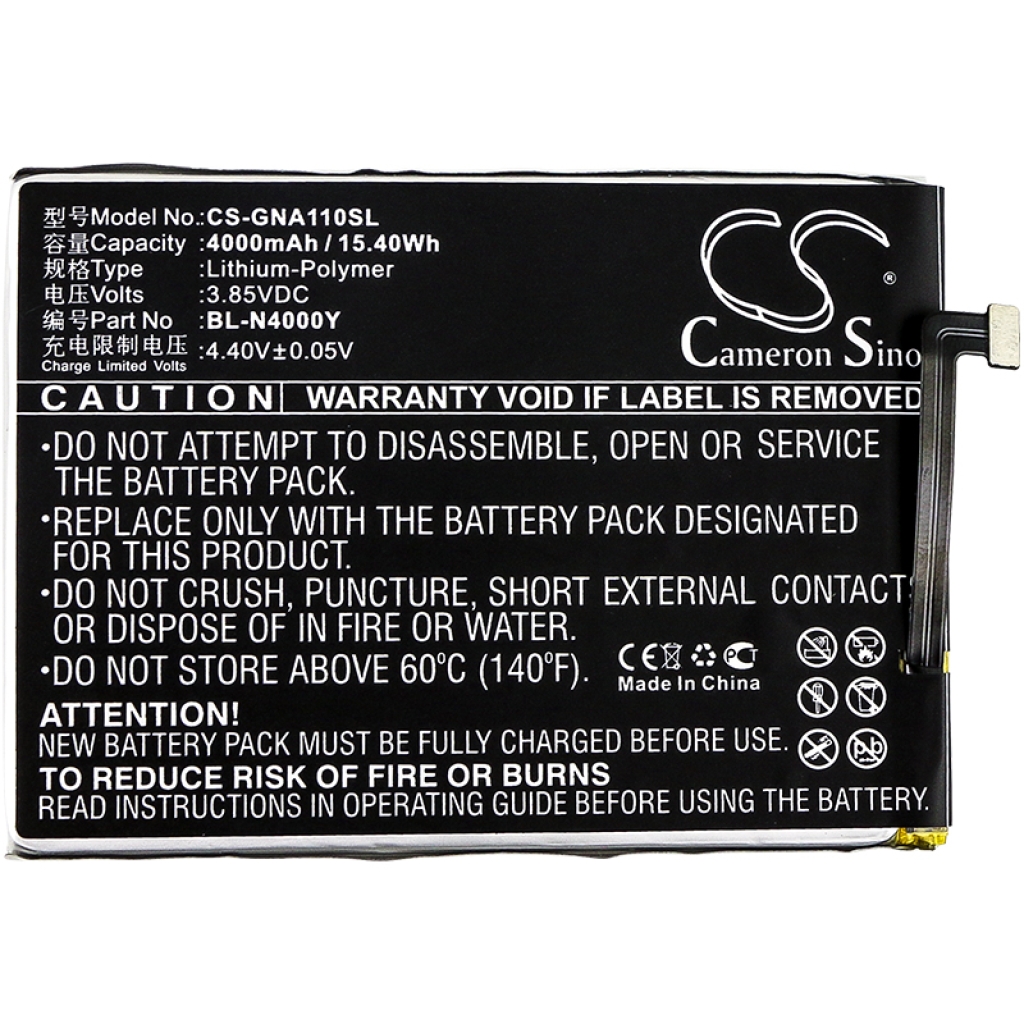 型号Model No.:CS-GNA110SL
容量Capacity :4000mAh / 15.40Wh
规格Type :Lithium-Polymer
电压Volts :3.85VDC
编号Part No :BL-N4000Y
充电限制电压 :4.40V±0.05V
Charge Limited Volts
CS
®
Cameron Sino
CAUTION| WARRANTY VOID IF LABEL IS REMOVED
•DO NOT ATTEMPT TO DISASSEMBLE, OPEN OR SERVICE
THE BATTERY PACK.
•REPLACE ONLY WITH THE BATTERY PACK DESIGNATED
FOR THIS PRODUCT.
•DO NOT CRUSH, PUNCTURE, SHORT EXTERNAL CONTACTS
OR DISPOSE OF IN FIRE OR WATER.
•DO NOT STORE ABOVE 60°C (140°F).
CE PCT
Made In China
Pb
ATTENTION!
NEW BATTERY PACK MUST BE FULLY CHARGED BEFORE USE.
TO REDUCE RISK OF FIRE OR BURNS
READ INSTRUCTIONS IN OPERATING GUIDE BEFORE USING THE BATTERY.